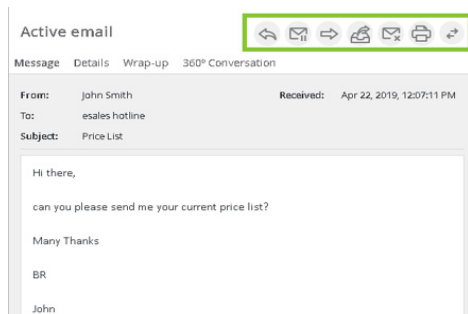 Active email
Message Details Wrap-up 360° Conversation
From: John Smith Received: Apr 22, 2019, 12:07:11 PM
To: esales hotline
Subject: Price List
Hi there,
can you please send me your current price list?
Many Thanks
BR
John